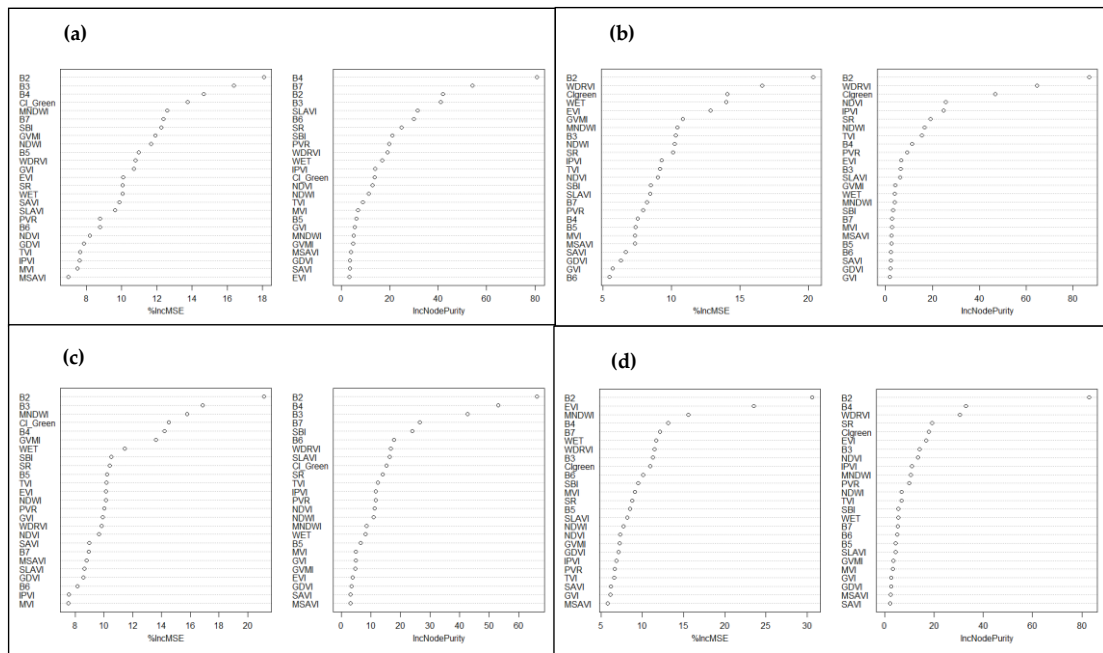 (a)
B2
B3
B4
CI_Green
MNDWI
B7
SBI
GVMI
NDWI
B5
WDRVI
GVI
EVI
SR
WET
SAVI
SLAVI
PVR
B6
NDVI
GDVI
TVI
IPVI
MVI
MSAVI
8 10 12 14 16 18
%IncMSE
B4
B7
B2
B3
SLAVI
B6
SR
SBI
PVR
WDRVI
WET
IPVI
CI_Green
NDVI
NDWI
TVI
MVI
B5
GVI
MNDWI
GVMI
MSAVI
GDVI
SAVI
EVI
0 20 40 60 80
IncNodePurity
(b)
B2
WDRVI
CIgreen
WET
EVI
GVMI
MNDWI
B3
NDWI
SR
IPVI
TVI
NDVI
SBI
SLAVI
B7
PVR
B4
B5
MVI
MSAVI
SAVI
GDVI
GVI
B6
5 10 15 20
%IncMSE
B2
WDRVI
CIgreen
NDVI
IPVI
SR
NDWI
TVI
B4
PVR
EVI
B3
SLAVI
GVMI
WET
MNDWI
SBI
B7
MVI
MSAVI
B5
B6
SAVI
GDVI
GVI
0 20 40 60 80
IncNodePurity
(c)
B2
B3
MNDWI
CI_Green
B4
GVMI
WET
SBI
SR
B5
TVI
EVI
NDWI
PVR
GVI
WDRVI
NDVI
SAVI
B7
MSAVI
SLAVI
GDVI
B6
IPVI
MVI
8 10 12 14 16 18 20
%IncMSE
B2
B4
B3
B7
SBI
B6
WDRVI
SLAVI
CI_Green
SR
TVI
IPVI
PVR
NDVI
NDWI
MNDWI
WET
B5
MVI
GVI
GVMI
EVI
GDVI
SAVI
MSAVI
0 10 20 30 40 50 60
IncNodePurity
(d)
B2
EVI
MNDWI
B4
B7
WET
WDRVI
B3
CIgreen
B6
SBI
MVI
SR
B5
SLAVI
NDWI
NDVI
GVMI
GDVI
IPVI
PVR
TVI
SAVI
GVI
MSAVI
5 10 15 20 25 30
%IncMSE
B2
B4
WDRVI
SR
CIgreen
EVI
B3
NDVI
IPVI
MNDWI
PVR
NDWI
TVI
SBI
WET
B7
B6
B5
SLAVI
GVMI
MVI
GVI
GDVI
MSAVI
SAVI
0 20 40 60 80
IncNodePurity